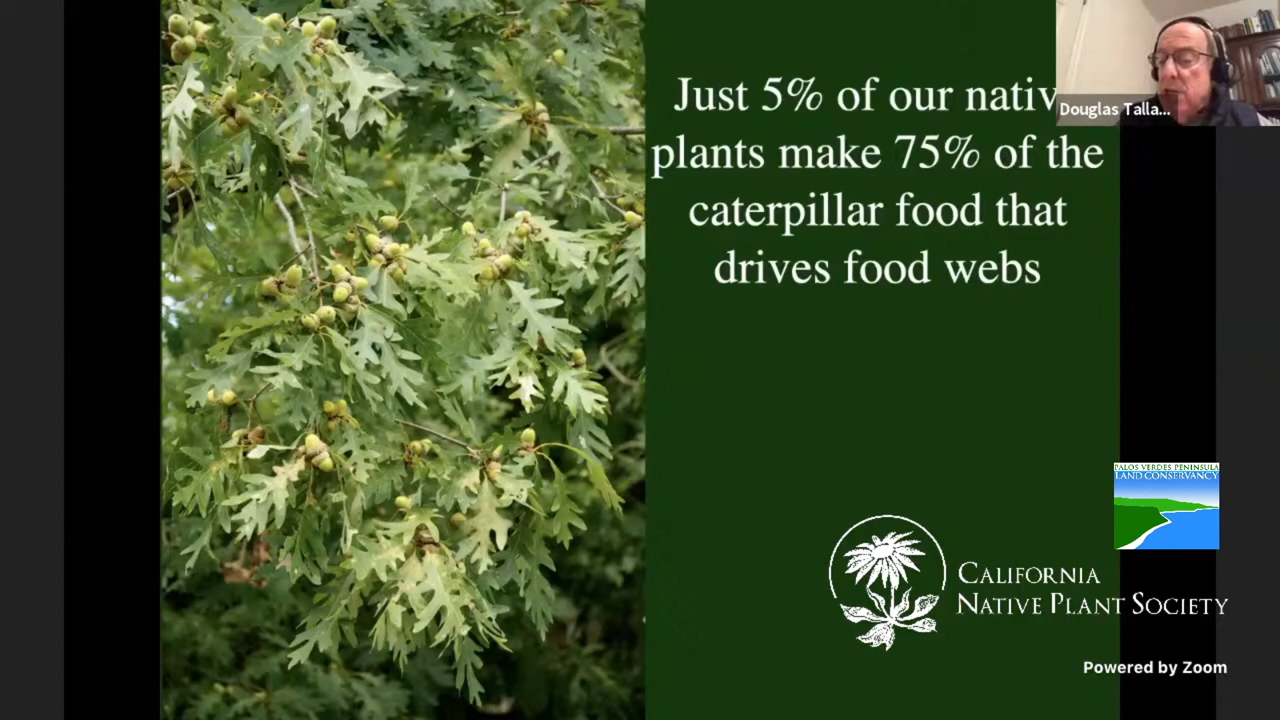 Just 5% of our nativ
plants make 75% of the
caterpillar food that
drives food webs
Douglas Talla...
PALOS VERDES PENINSULA
LAND CONSERVANCY
CALIFORNIA
NATIVE PLANT SOCIETY
Powered by Zoom